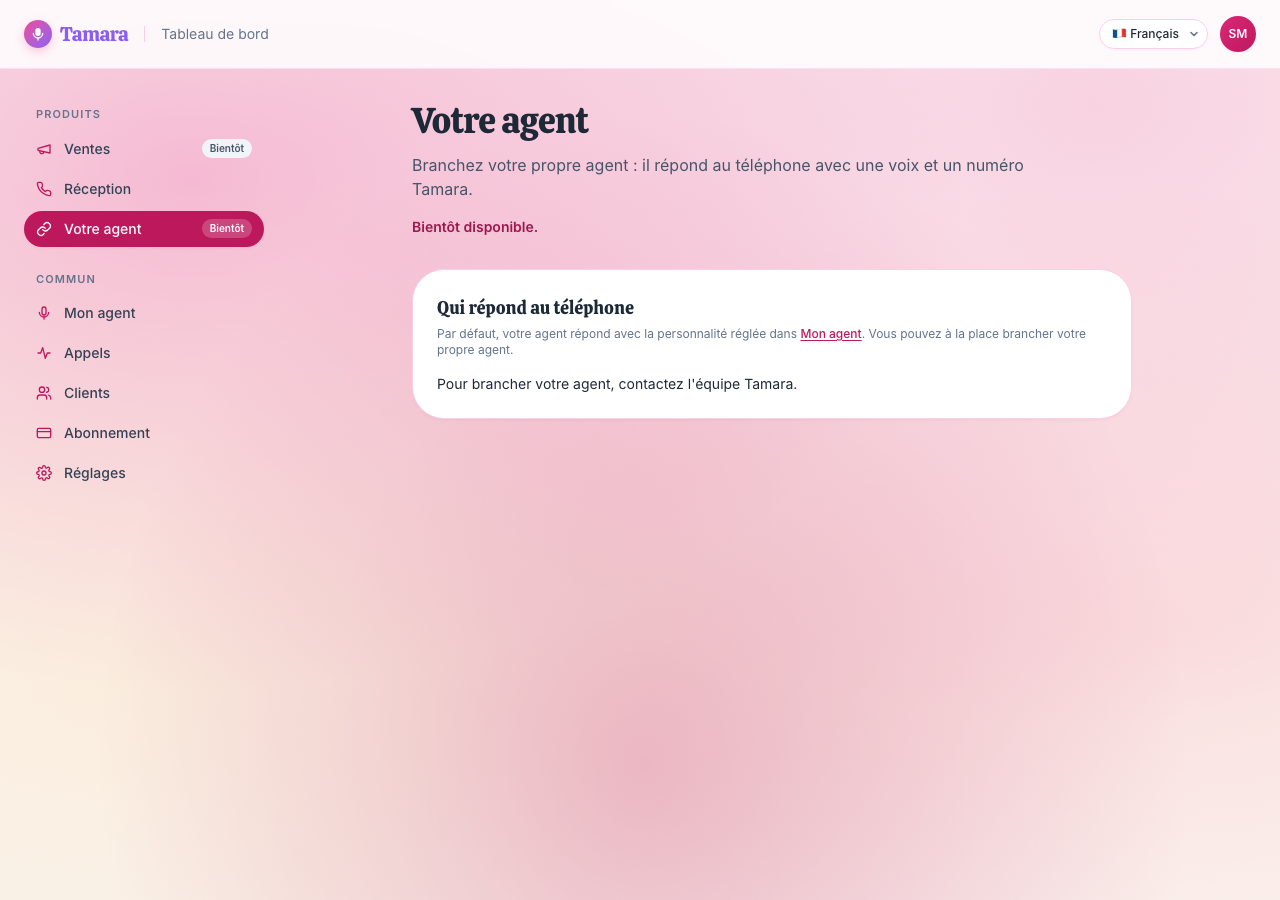 Tamara
Tableau de bord
Français
SM
PRODUITS
Ventes
Bientôt
Réception
Votre agent
Bientôt
COMMUN
Mon agent
Appels
Clients
Abonnement
Réglages
Votre agent
Branchez votre propre agent : il répond au téléphone avec une voix et un numéro
Tamara.
Bientôt disponible.
Qui répond au téléphone
Par défaut, votre agent répond avec la personnalité réglée dans Mon agent. Vous pouvez à la place brancher votre
propre agent.
Pour brancher votre agent, contactez l'équipe Tamara.